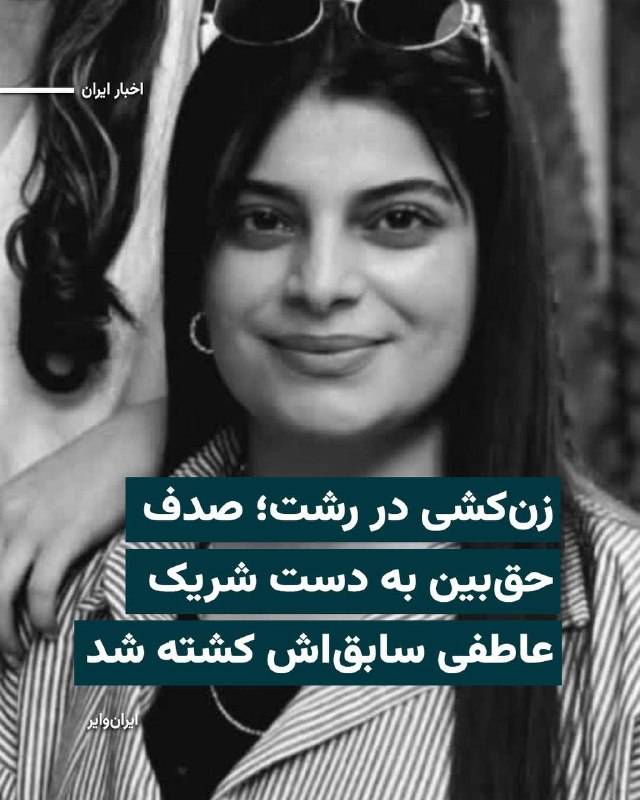 اخبار ایران
زن‌کشی در رشت؛ صدف
حق‌بین به دست شریک
عاطفی سابق‌اش کشته شد
ایران‌وایر